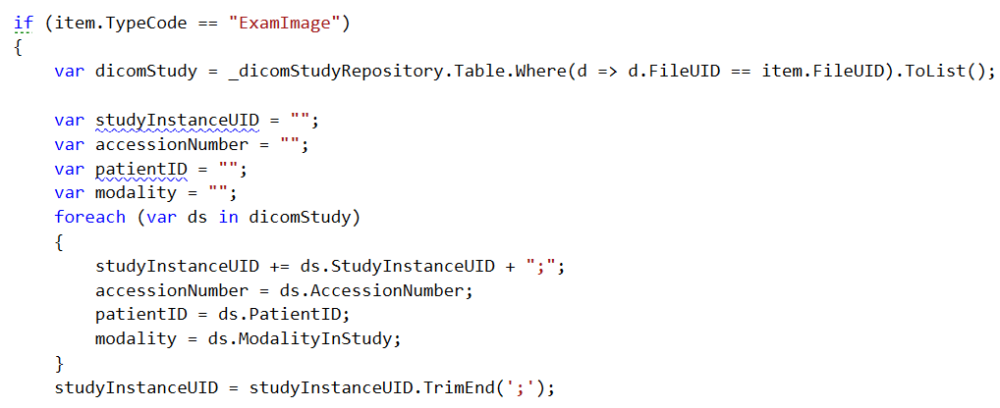 if (item.TypeCode == "ExamImage")
{
    var dicomStudy = _dicomStudyRepository.Table.Where(d => d.FileUID == item.FileUID).ToList();

    var studyInstanceUID = "";
    var accessionNumber = "";
    var patientID = "";
    var modality = "";
    foreach (var ds in dicomStudy)
    {
        studyInstanceUID += ds.StudyInstanceUID + ";";
        accessionNumber = ds.AccessionNumber;
        patientID = ds.PatientID;
        modality = ds.ModalityInStudy;
    }
    studyInstanceUID = studyInstanceUID.TrimEnd(';');